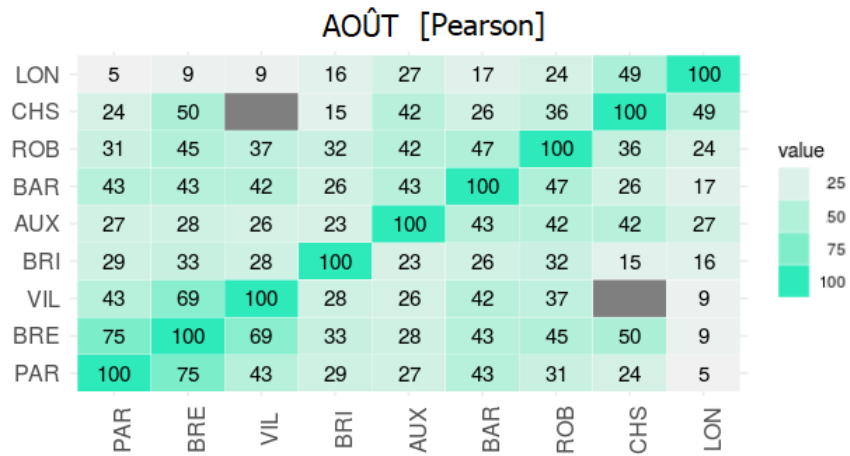 AOÛT [Pearson]
LON 5 9 9 16 27 17 24 49 100
CHS 24 50 15 42 26 36 100 49
ROB 31 45 37 32 42 47 100 36 24
BAR 43 43 42 26 43 100 47 26 17
AUX 27 28 26 23 100 43 42 42 27
BRI 29 33 28 100 23 26 32 15 16
VIL 43 69 100 28 26 42 37 9
BRE 75 100 69 33 28 43 45 50 9
PAR 100 75 43 29 27 43 31 24 5
PAR BRE VIL BRI AUX BAR ROB CHS LON
value
25
50
75
100